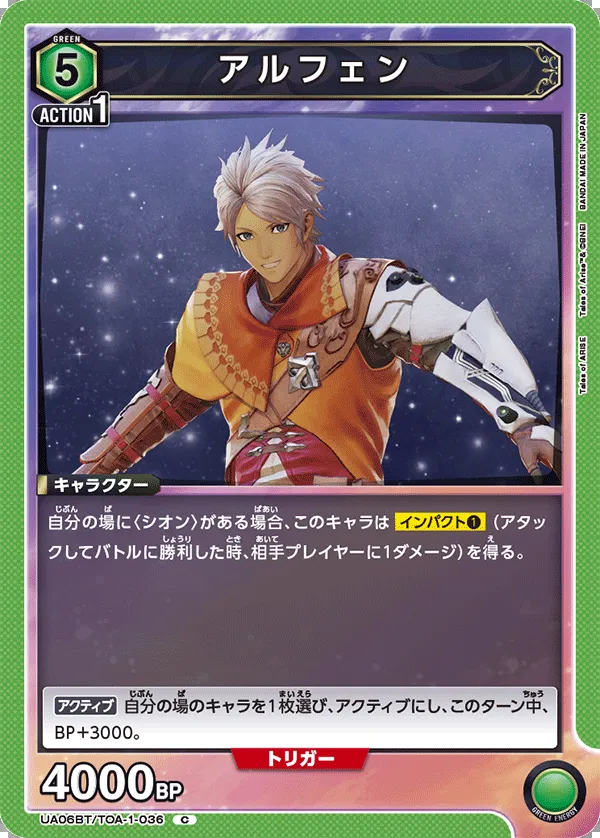 GREEN
5
アルフェン
ACTION1
BANDAI MADE IN JAPAN
Tales of Arise™& ©BNEI
Tales of ARISE
キャラクター
自分の場に〈シオン〉がある場合、このキャラは インパクト❶ (アタッ
クしてバトルに勝利した時、相手プレイヤーに1ダメージ)を得る。
アクティブ 自分の場のキャラを1枚選び、アクティブにし、このターン中、
BP+3000。
トリガー
4000BP
UA06BT/TOA-1-036 C
GREEN ENERGY